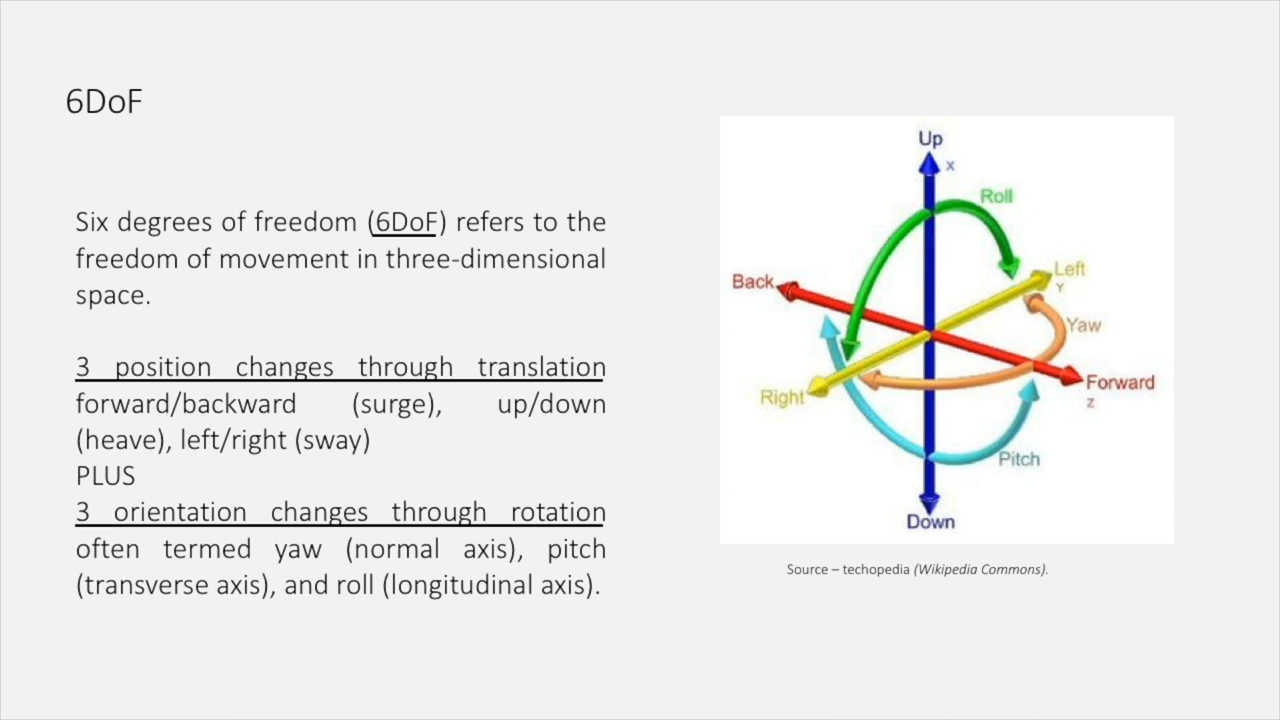 6DoF
Six degrees of freedom (6DoF) refers to the
freedom of movement in three-dimensional
space.
3 position changes through translation
forward/backward (surge), up/down
(heave), left/right (sway)
PLUS
3 orientation changes through rotation
often termed yaw (normal axis), pitch
(transverse axis), and roll (longitudinal axis).
Up
X
Roll
Back
Left
Y
Yaw
Right
Forward
Z
Pitch
Down
Source – techopedia (Wikipedia Commons).